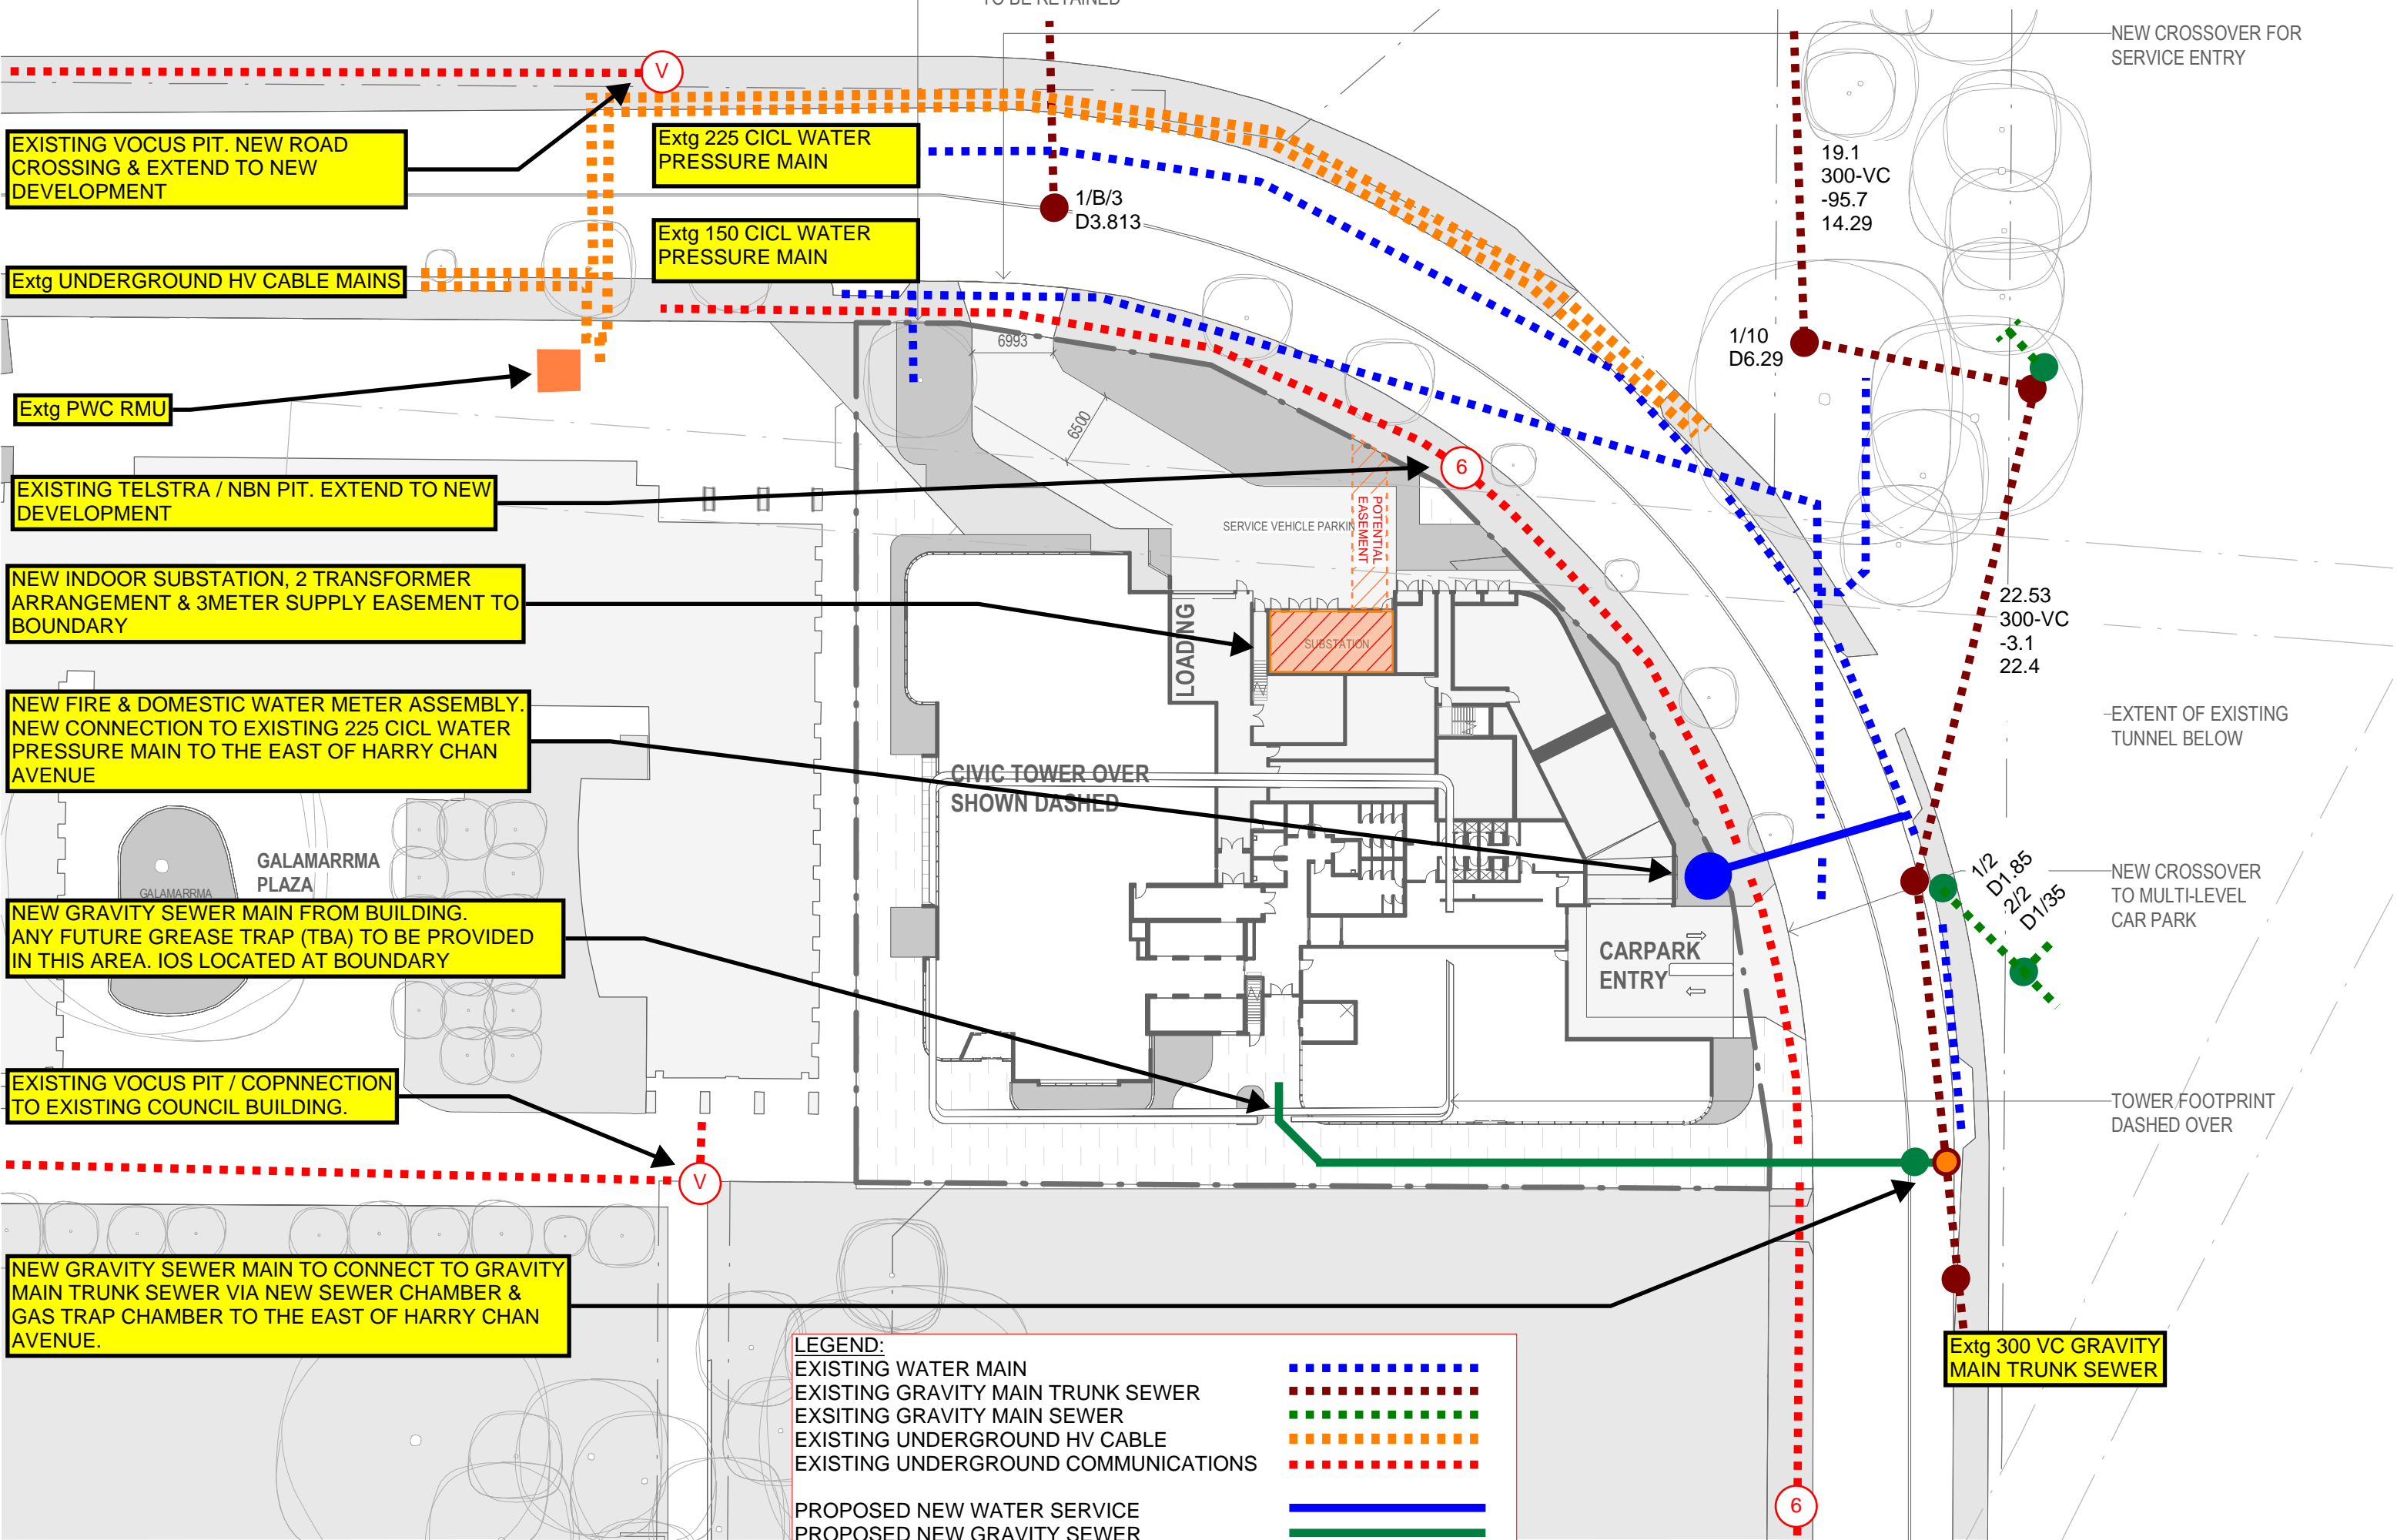 TO BE RETAINED
NEW CROSSOVER FOR
SERVICE ENTRY
V
EXISTING VOCUS PIT. NEW ROAD
CROSSING & EXTEND TO NEW
DEVELOPMENT
Extg 225 CICL WATER
PRESSURE MAIN
19.1
300-VC
-95.7
14.29
1/B/3
D3.813
Extg 150 CICL WATER
PRESSURE MAIN
Extg UNDERGROUND HV CABLE MAINS
1/10
D6.29
6993
Extg PWC RMU
6500
6
EXISTING TELSTRA / NBN PIT. EXTEND TO NEW
DEVELOPMENT
SERVICE VEHICLE PARKIN
POTENTIAL
EASEMENT
NEW INDOOR SUBSTATION, 2 TRANSFORMER
ARRANGEMENT & 3METER SUPPLY EASEMENT TO
BOUNDARY
LOADING
SUBSTATION
22.53
300-VC
-3.1
22.4
NEW FIRE & DOMESTIC WATER METER ASSEMBLY.
NEW CONNECTION TO EXISTING 225 CICL WATER
PRESSURE MAIN TO THE EAST OF HARRY CHAN
AVENUE
EXTENT OF EXISTING
TUNNEL BELOW
CIVIC TOWER OVER
SHOWN DASHED
GALAMARRMA
PLAZA
GALAMARRMA
1/2
D1.85
2/2
D1/35
NEW CROSSOVER
TO MULTI-LEVEL
CAR PARK
NEW GRAVITY SEWER MAIN FROM BUILDING.
ANY FUTURE GREASE TRAP (TBA) TO BE PROVIDED
IN THIS AREA. IOS LOCATED AT BOUNDARY
CARPARK
ENTRY
EXISTING VOCUS PIT / COPNNECTION
TO EXISTING COUNCIL BUILDING.
TOWER FOOTPRINT
DASHED OVER
V
NEW GRAVITY SEWER MAIN TO CONNECT TO GRAVITY
MAIN TRUNK SEWER VIA NEW SEWER CHAMBER &
GAS TRAP CHAMBER TO THE EAST OF HARRY CHAN
AVENUE.
Extg 300 VC GRAVITY
MAIN TRUNK SEWER
LEGEND:
EXISTING WATER MAIN
EXISTING GRAVITY MAIN TRUNK SEWER
EXSITING GRAVITY MAIN SEWER
EXISTING UNDERGROUND HV CABLE
EXISTING UNDERGROUND COMMUNICATIONS
PROPOSED NEW WATER SERVICE
PROPOSED NEW GRAVITY SEWER
6